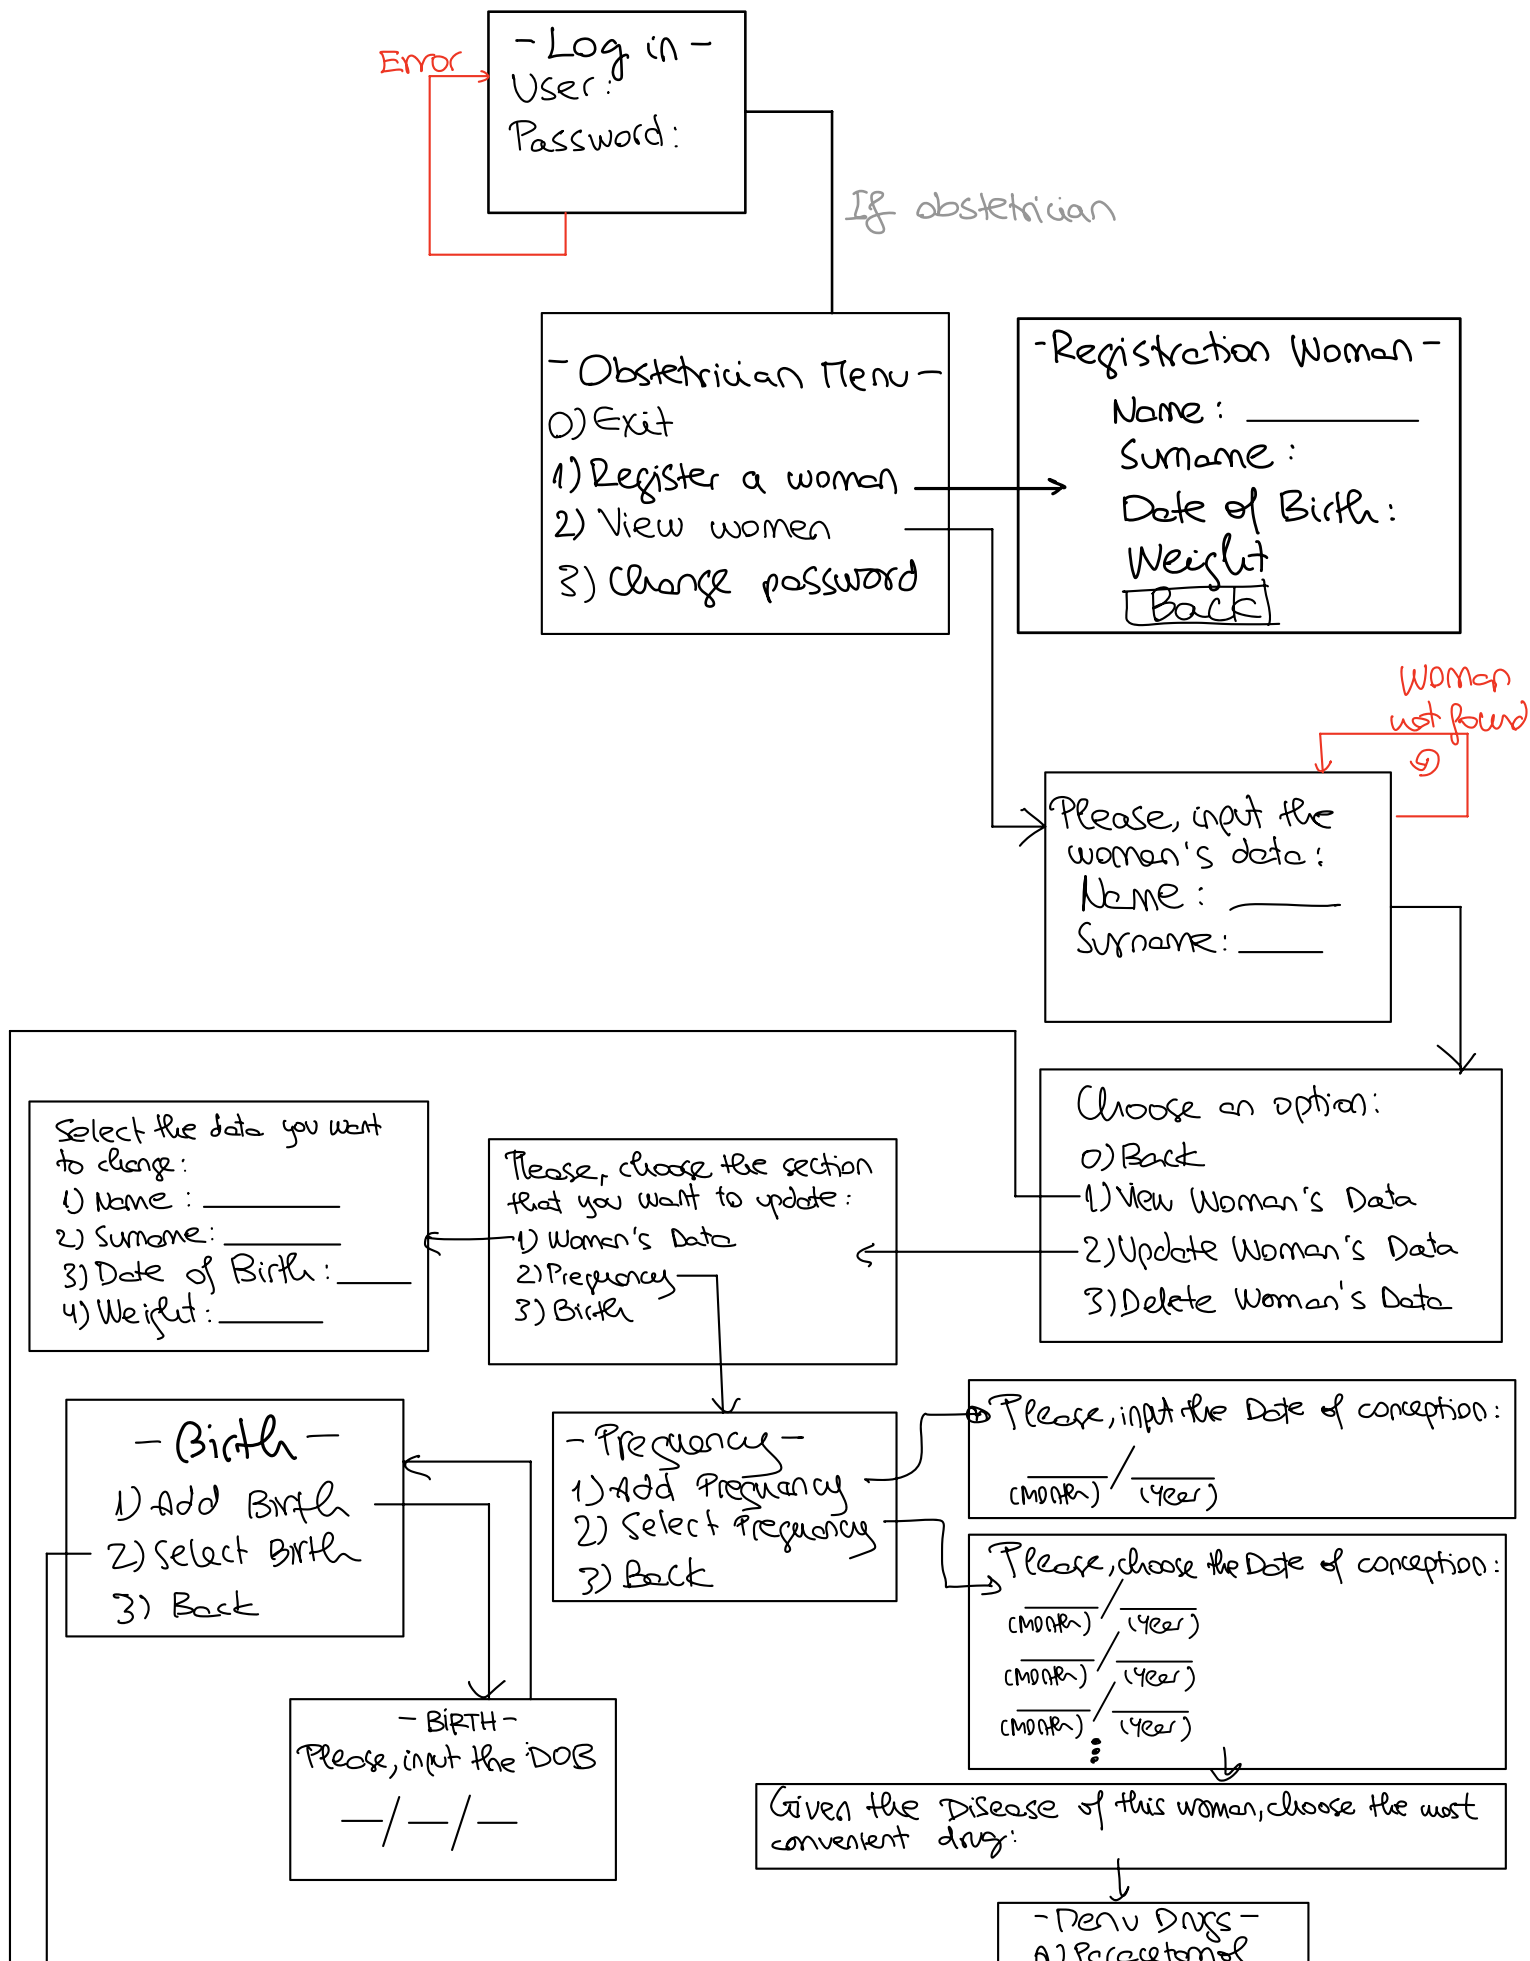 - Log in -
Error
User:
Password:
If obstetrician
- Obstetrician Menu -
0) Exit
1) Register a woman
2) View women
3) Change password
- Registration Woman -
Name:
Surname:
Date of Birth:
Weight
Back
Woman
not found
Please, input the
woman's data:
Name:
Surname:
Choose an option:
0) Back
1) View Woman's Data
2) Update Woman's Data
3) Delete Woman's Data
Please, choose the section
that you want to update:
1) Woman's Data
2) Pregnancy
3) Birth
Select the data you want
to change:
1) Name:
2) Surname:
3) Date of Birth:
4) Weight:
- Birth -
1) Add Birth
2) Select Birth
3) Back
- Pregnancy -
1) Add Pregnancy
2) Select Pregnancy
3) Back
Please, input the Date of conception:
/
(Month) (Year)
Please, choose the Date of conception:
/
(Month) (Year)
/
(Month) (Year)
/
(Month) (Year)
- BIRTH -
Please, input the DOB
_/_/_
Given the Disease of this woman, choose the most
convenient drug:
- Menu Drugs -
A) Paracetamol